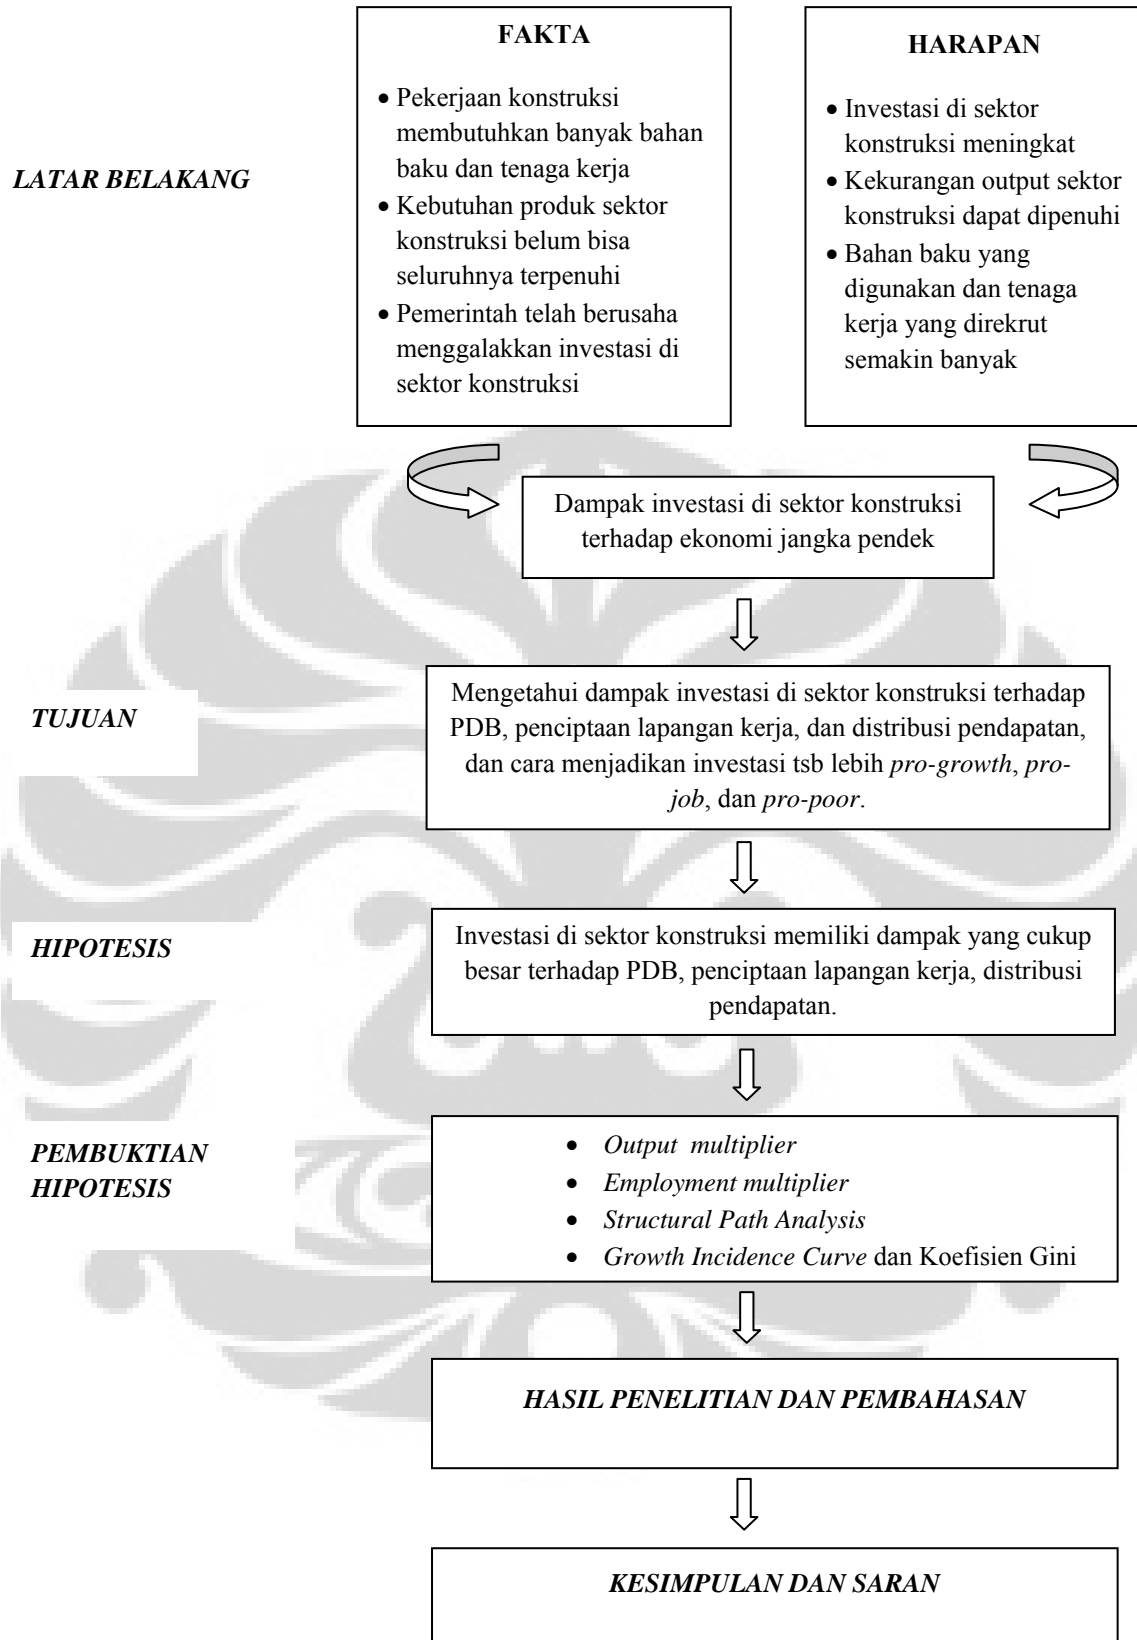 FAKTA
• Pekerjaan konstruksi
membutuhkan banyak bahan
baku dan tenaga kerja
• Kebutuhan produk sektor
konstruksi belum bisa
seluruhnya terpenuhi
• Pemerintah telah berusaha
menggalakkan investasi di
sektor konstruksi
HARAPAN
• Investasi di sektor
konstruksi meningkat
• Kekurangan output sektor
konstruksi dapat dipenuhi
• Bahan baku yang
digunakan dan tenaga
kerja yang direkrut
semakin banyak
LATAR BELAKANG
Dampak investasi di sektor konstruksi
terhadap ekonomi jangka pendek
TUJUAN
Mengetahui dampak investasi di sektor konstruksi terhadap
PDB, penciptaan lapangan kerja, dan distribusi pendapatan,
dan cara menjadikan investasi tsb lebih pro-growth, pro-
job, dan pro-poor.
HIPOTESIS
Investasi di sektor konstruksi memiliki dampak yang cukup
besar terhadap PDB, penciptaan lapangan kerja, distribusi
pendapatan.
PEMBUKTIAN
HIPOTESIS
• Output multiplier
• Employment multiplier
• Structural Path Analysis
• Growth Incidence Curve dan Koefisien Gini
HASIL PENELITIAN DAN PEMBAHASAN
KESIMPULAN DAN SARAN